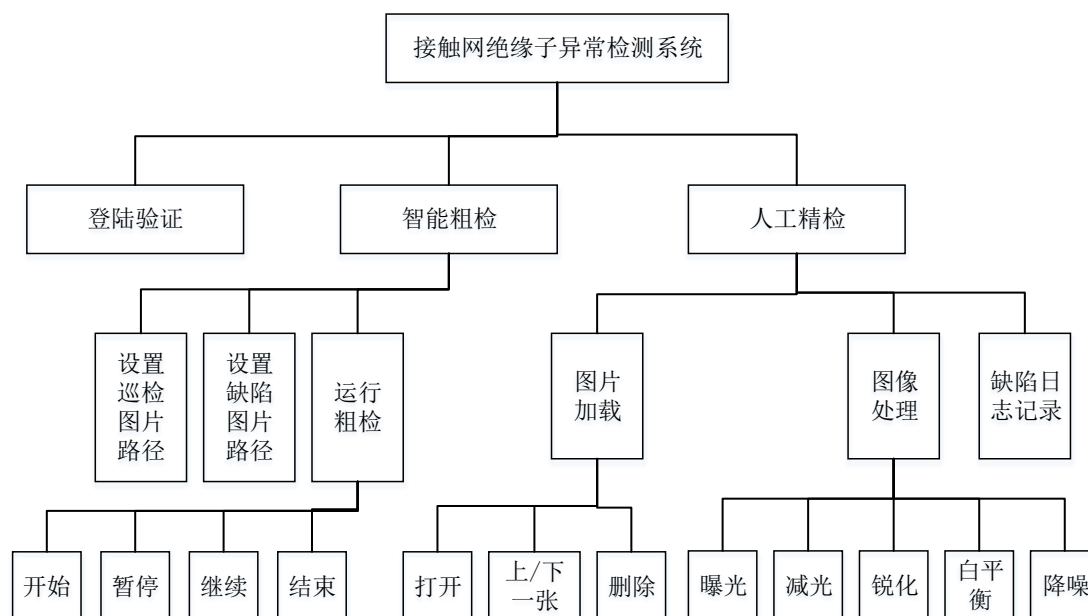 接触网绝缘子异常检测系统
登陆验证
智能粗检
人工精检
设置
巡检
图片
路径
设置
缺陷
图片
路径
运行
粗检
图片
加载
图像
处理
缺陷日
志记录
开始
暂停
继续
结束
打开
上/下
一张
删除
曝光
减光
锐化
白平
衡
降噪